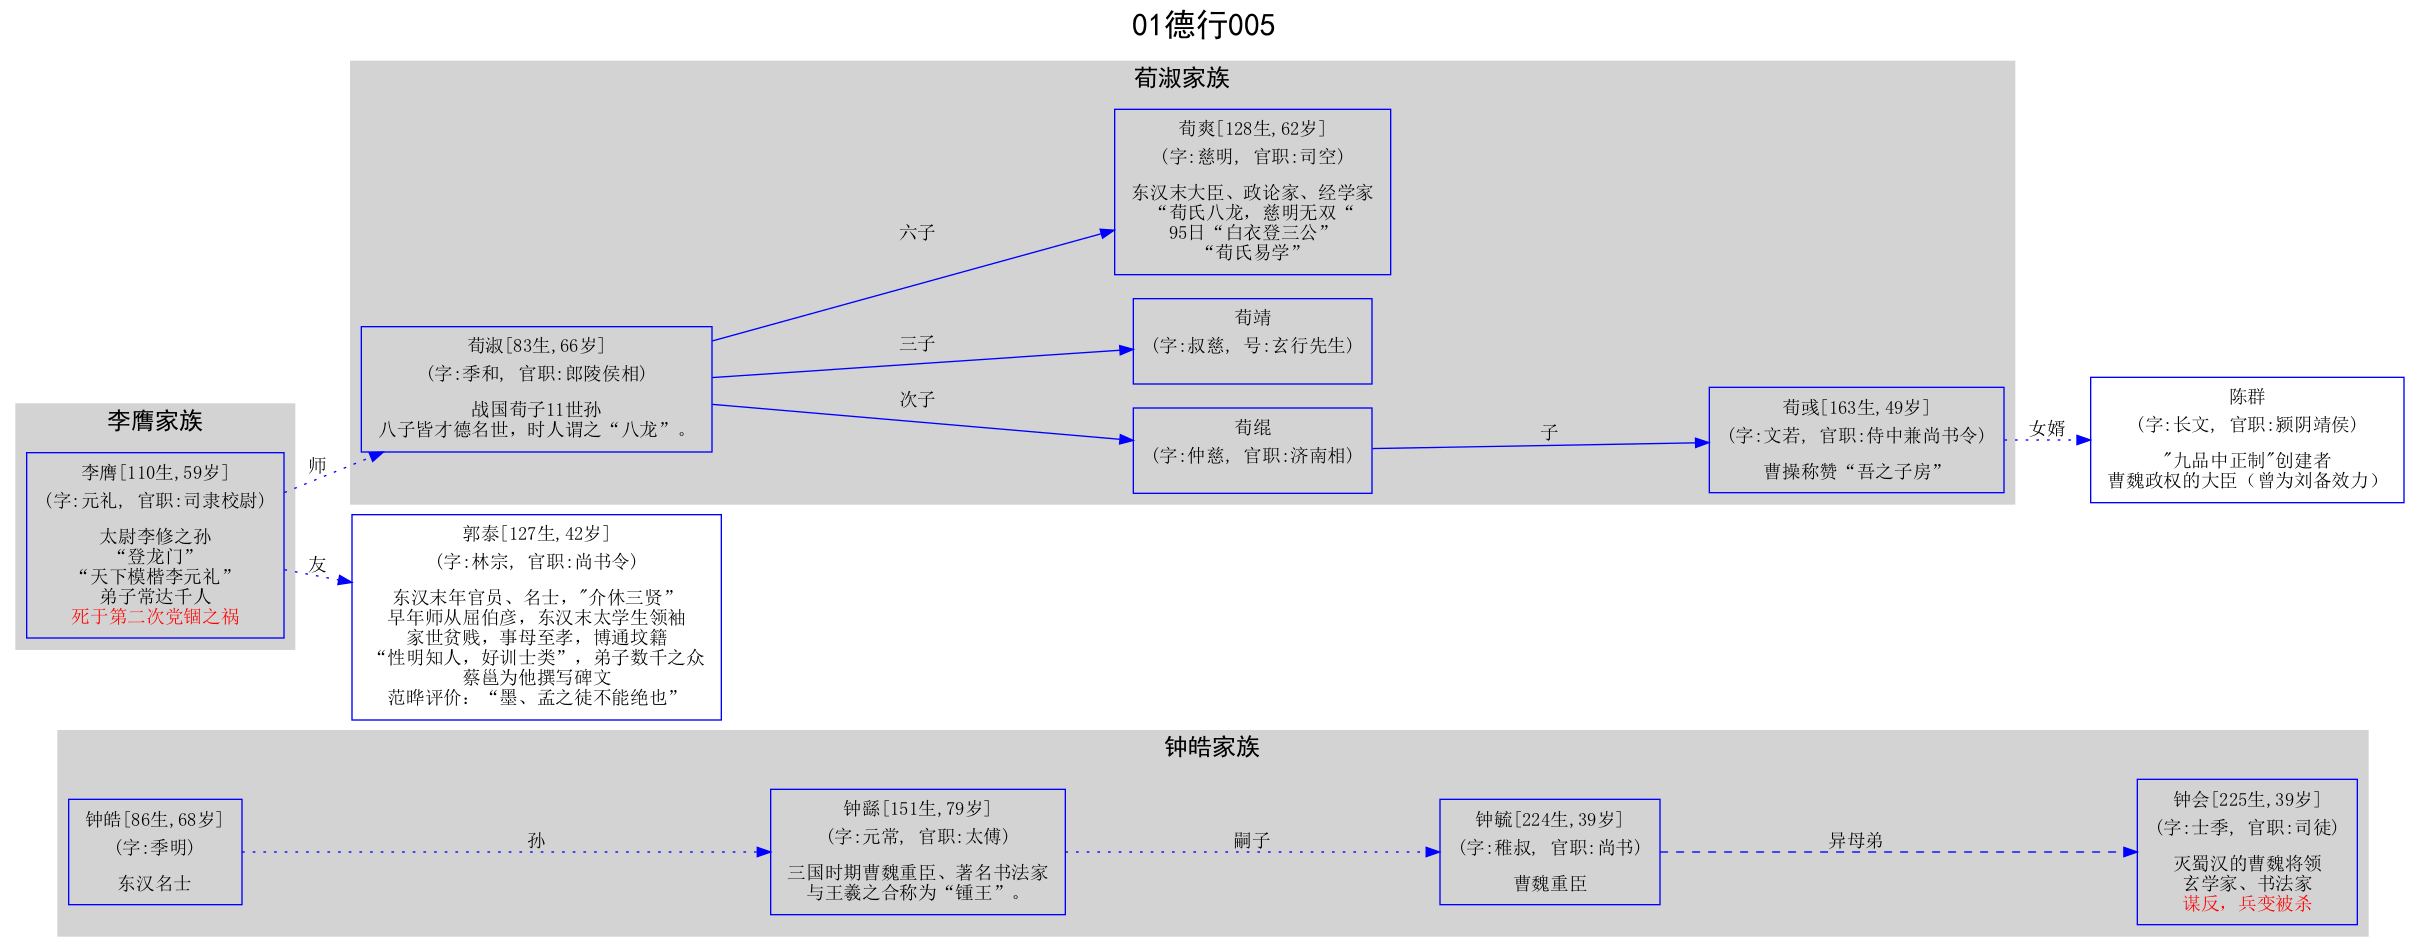 01德行005
荀淑家族
荀爽[128生,62岁]
(字:慈明, 官职:司空)
东汉末大臣、政论家、经学家
“荀氏八龙，慈明无双“
95日“白衣登三公”
“荀氏易学”
六子
荀淑[83生,66岁]
(字:季和, 官职:郎陵侯相)
战国荀子11世孙
八子皆才德名世，时人谓之“八龙”。
三子
荀靖
(字:叔慈, 号:玄行先生)
次子
荀绲
(字:仲慈, 官职:济南相)
子
荀彧[163生,49岁]
(字:文若, 官职:侍中兼尚书令)
曹操称赞“吾之子房”
女婿
陈群
(字:长文, 官职:颍阴靖侯)
"九品中正制"创建者
曹魏政权的大臣（曾为刘备效力）
李膺家族
李膺[110生,59岁]
(字:元礼, 官职:司隶校尉)
太尉李修之孙
“登龙门”
“天下模楷李元礼”
弟子常达千人
死于第二次党锢之祸
师
友
郭泰[127生,42岁]
(字:林宗, 官职:尚书令)
东汉末年官员、名士，"介休三贤”
早年师从屈伯彦，东汉末太学生领袖
家世贫贱，事母至孝，博通坟籍
“性明知人，好训士类”，弟子数千之众
蔡邕为他撰写碑文
范晔评价：“墨、孟之徒不能绝也”
钟皓家族
钟皓[86生,68岁]
(字:季明)
东汉名士
孙
钟繇[151生,79岁]
(字:元常, 官职:太傅)
三国时期曹魏重臣、著名书法家
与王羲之合称为“锺王”。
嗣子
钟毓[224生,39岁]
(字:稚叔, 官职:尚书)
曹魏重臣
异母弟
钟会[225生,39岁]
(字:士季, 官职:司徒)
灭蜀汉的曹魏将领
玄学家、书法家
谋反，兵变被杀